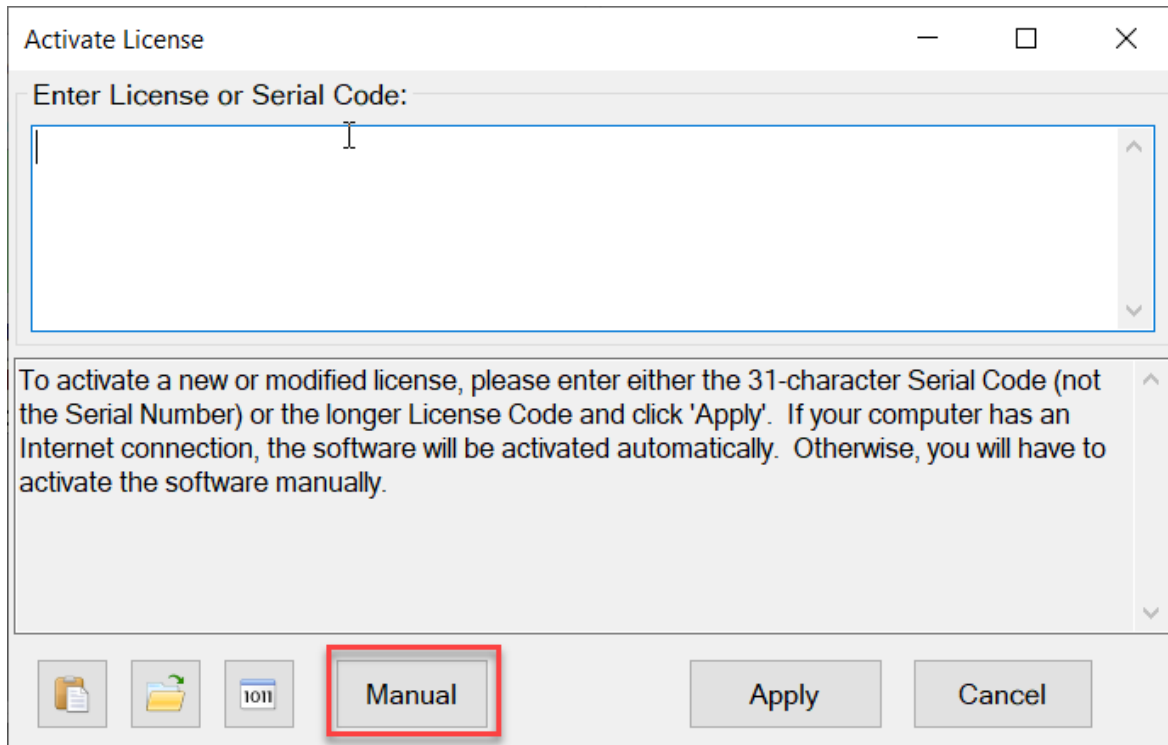 Activate License
Enter License or Serial Code:
To activate a new or modified license, please enter either the 31-character Serial Code (not
the Serial Number) or the longer License Code and click 'Apply'.  If your computer has an
Internet connection, the software will be activated automatically.  Otherwise, you will have to
activate the software manually.
1011
Manual
Apply
Cancel